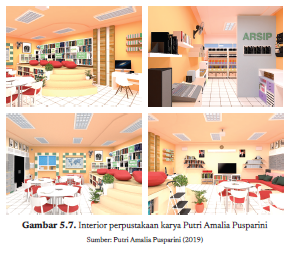 ARSIP
Gambar 5.7. Interior perpustakaan karya Putri Amalia Pusparini
Sumber: Putri Amalia Pusparini (2019)